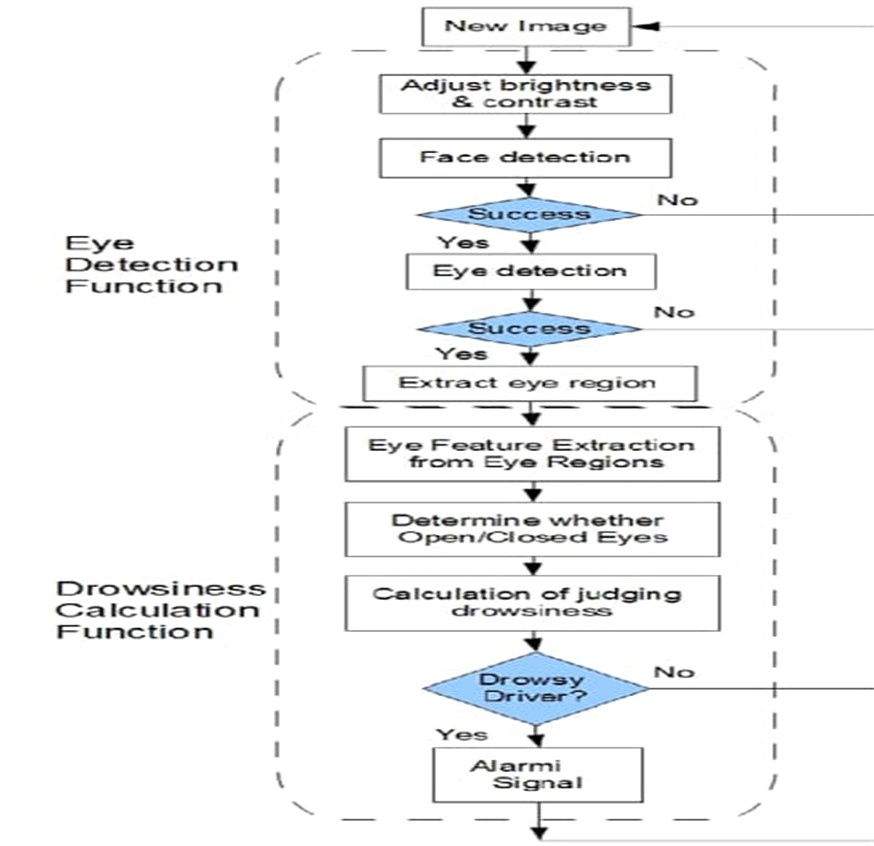 New Image
Adjust brightness
& contrast
Face detection
Success
No
Yes
Eye detection
Success
No
Yes
Extract eye region
Eye
Detection
Function
Eye Feature Extraction
from Eye Regions
Determine whether
Open/Closed Eyes
Calculation of judging
drowsiness
Drowsy
Driver?
No
Yes
Alarmi
Signal
Drowsiness
Calculation
Function